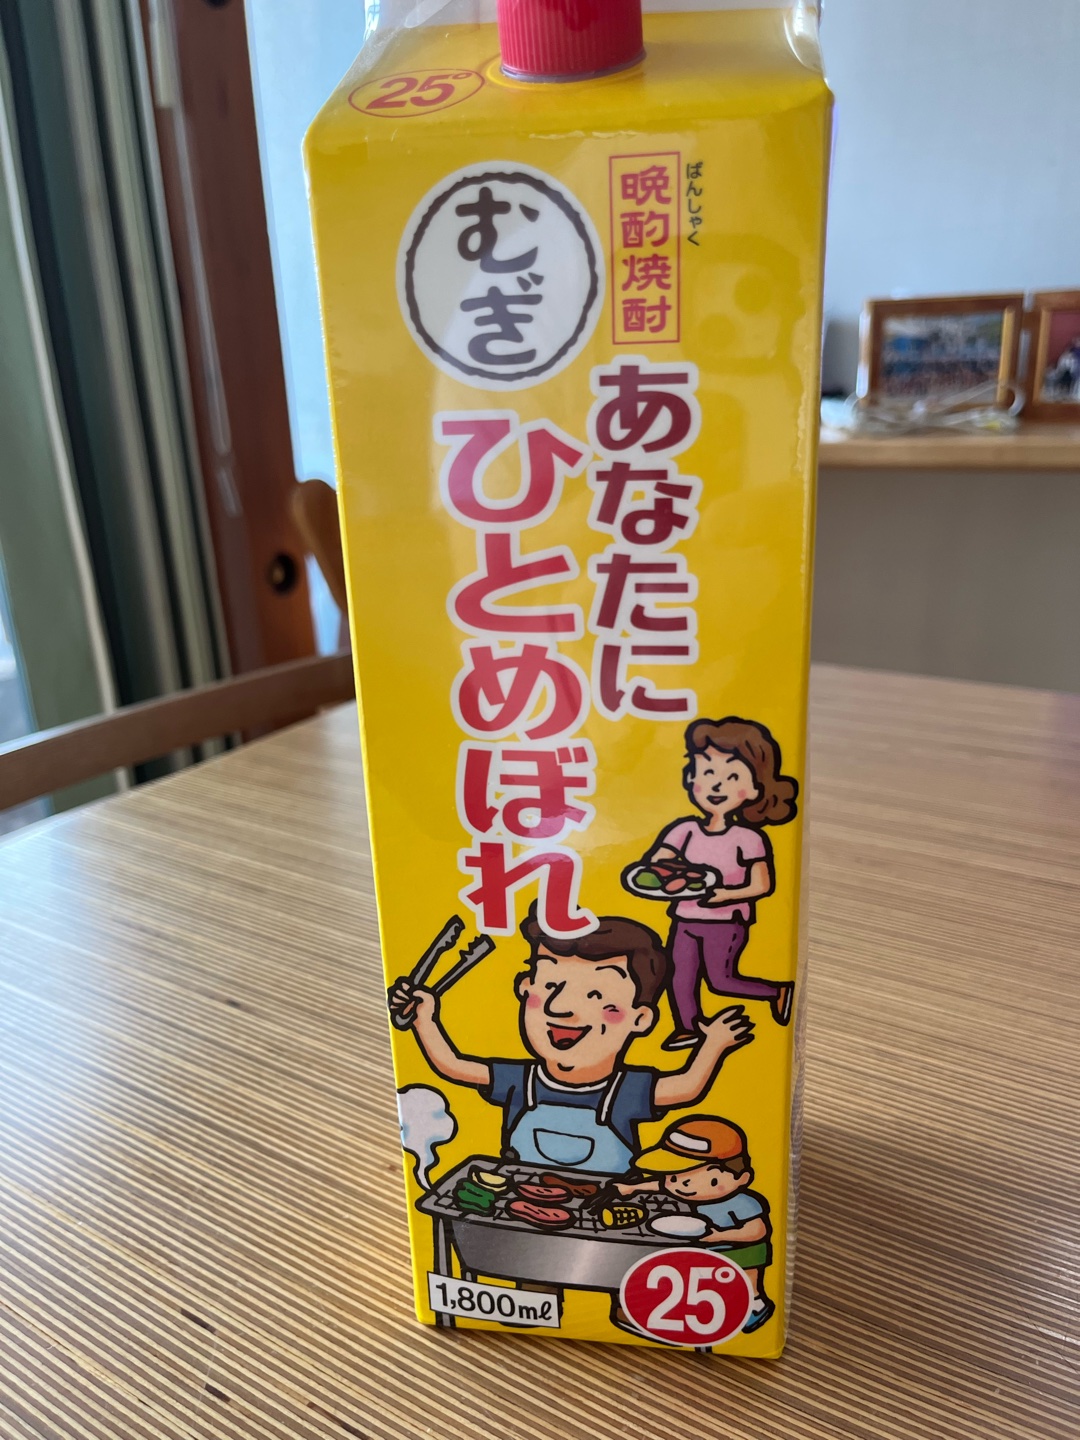 25°
ばんしゃく
晩酌焼酎
むぎ
あなたに
ひとめぼれ
1,800mℓ
25°